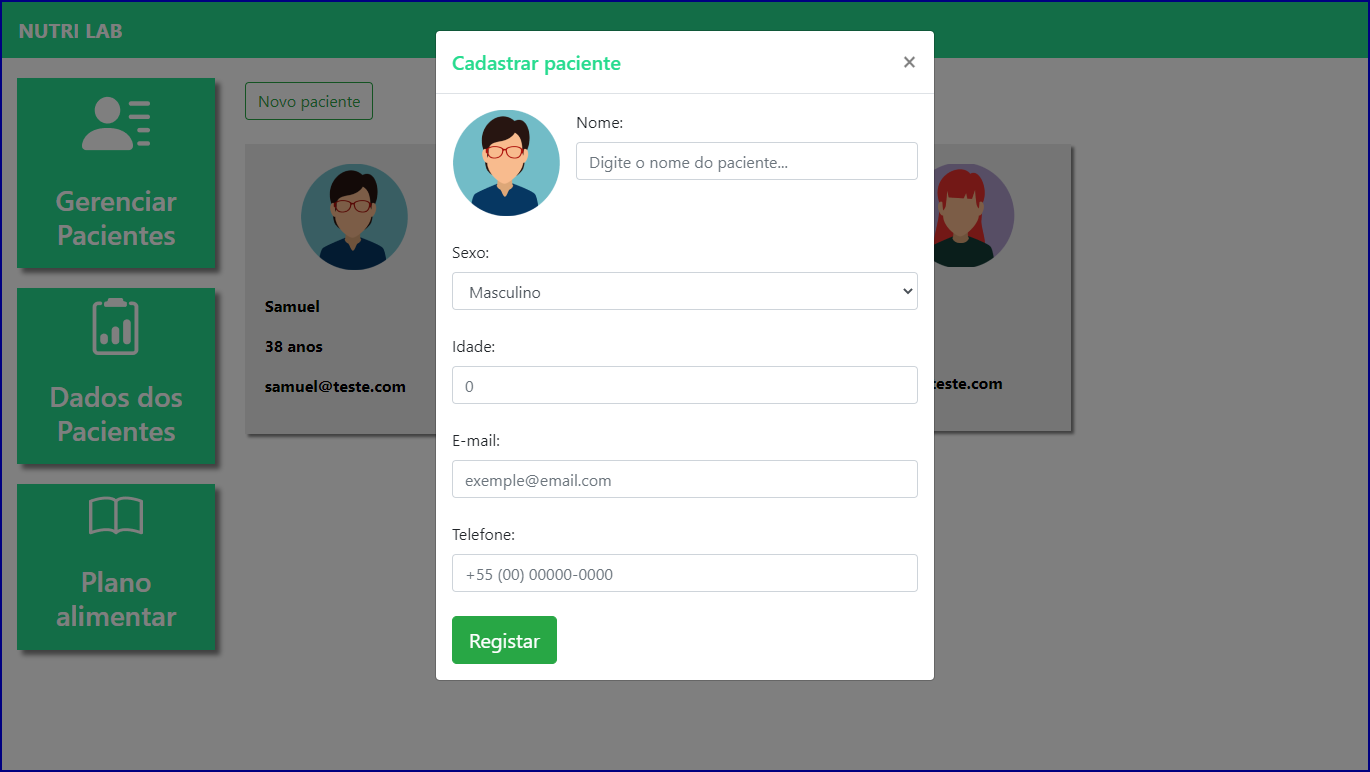 NUTRI LAB
Gerenciar
Pacientes
Dados dos
Pacientes
Plano
alimentar
Novo paciente
Samuel
38 anos
samuel@teste.com
teste.com
Cadastrar paciente
×
Nome:
Digite o nome do paciente...
Sexo:
Masculino
Idade:
0
E-mail:
exemple@email.com
Telefone:
+55 (00) 00000-0000
Registar